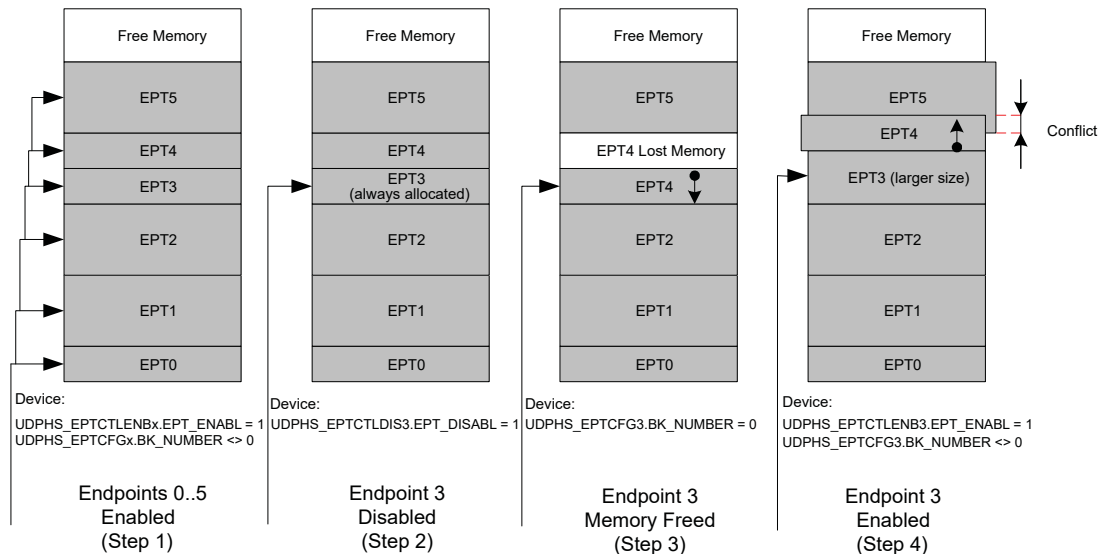 Free Memory
EPT5
EPT4
EPT3
EPT2
EPT1
EPT0
Device:
UDPHS_EPTCTLENBx.EPT_ENABL = 1
UDPHS_EPTCFGx.BK_NUMBER <> 0
Endpoints 0..5
Enabled
(Step 1)
Free Memory
EPT5
EPT4
EPT3
(always allocated)
EPT2
EPT1
EPT0
Device:
UDPHS_EPTCTLDIS3.EPT_DISABL = 1
Endpoint 3
Disabled
(Step 2)
Free Memory
EPT5
EPT4 Lost Memory
EPT4
EPT2
EPT1
EPT0
Device:
UDPHS_EPTCFG3.BK_NUMBER = 0
Endpoint 3
Memory Freed
(Step 3)
Free Memory
EPT5
EPT4
Conflict
EPT3 (larger size)
EPT2
EPT1
EPT0
Device:
UDPHS_EPTCTLENB3.EPT_ENABL = 1
UDPHS_EPTCFG3.BK_NUMBER <> 0
Endpoint 3
Enabled
(Step 4)